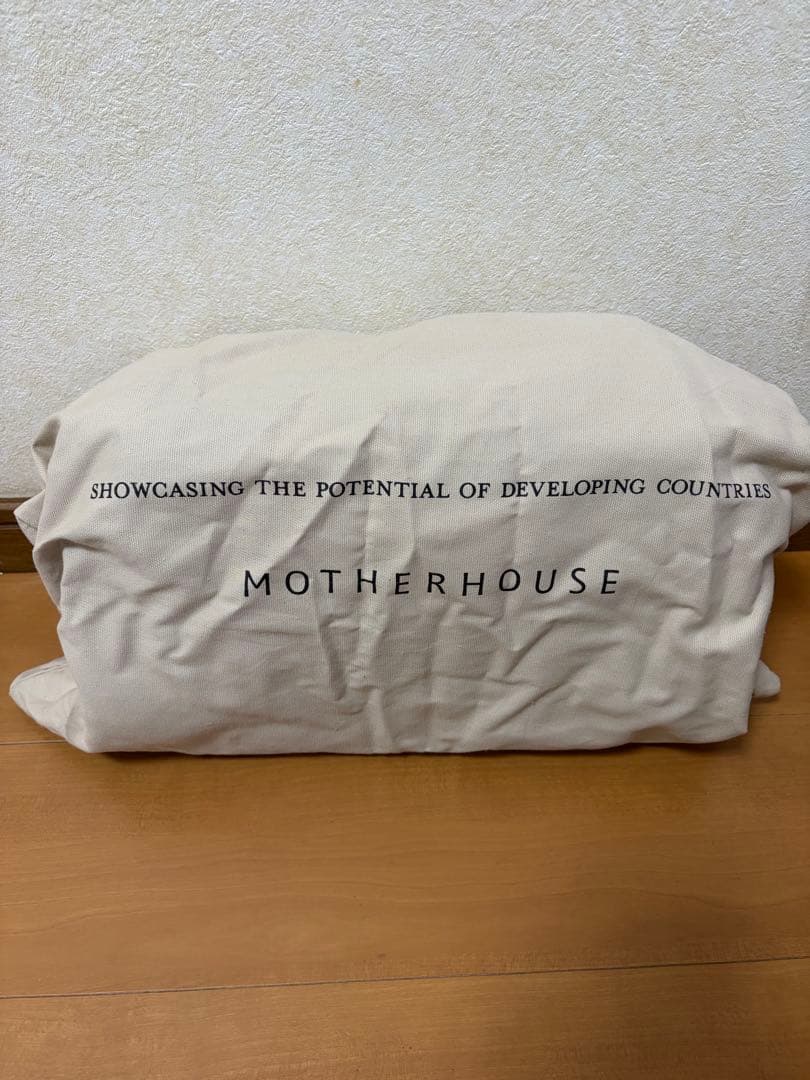 SHOWCASING THE POTENTIAL OF DEVELOPING COUNTRIES
MOTHERHOUSE